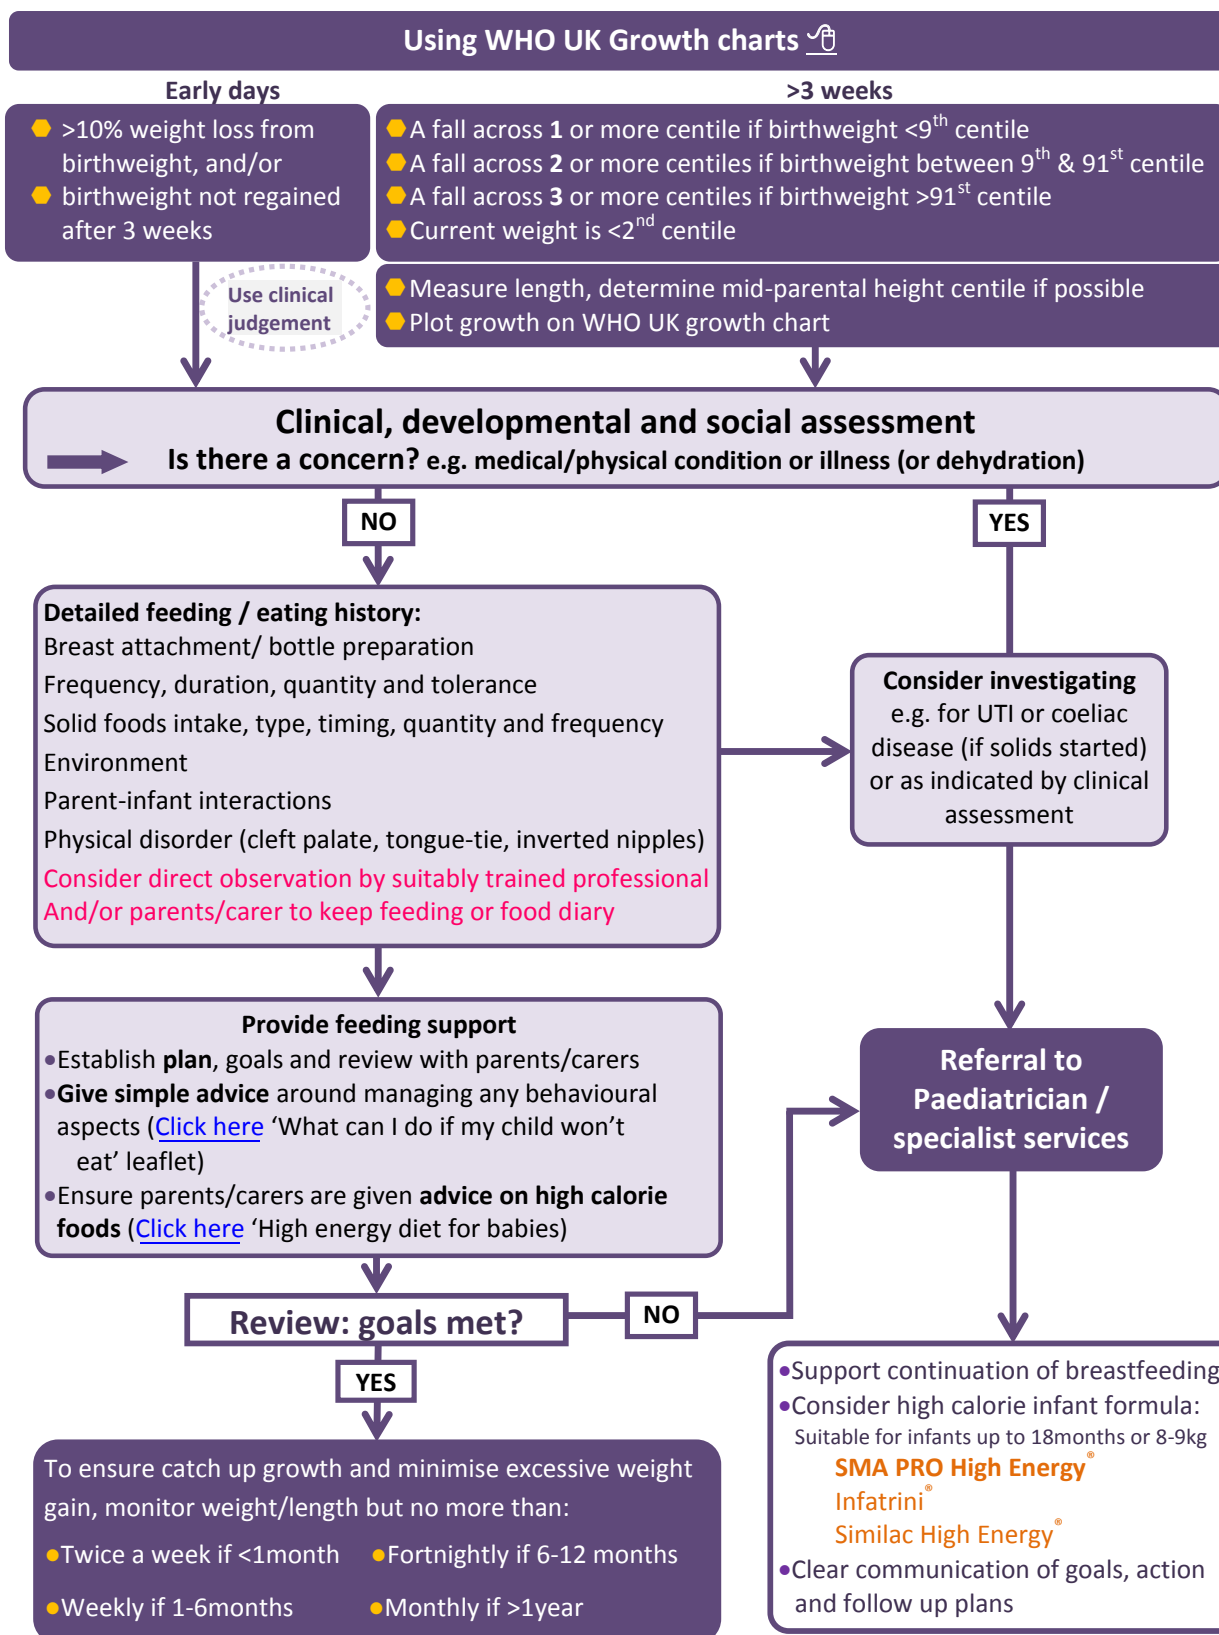 Using WHO UK Growth charts
Early days
>10% weight loss from
birthweight, and/or
birthweight not regained
after 3 weeks
>3 weeks
A fall across 1 or more centile if birthweight <9th centile
A fall across 2 or more centiles if birthweight between 9th & 91st centile
A fall across 3 or more centiles if birthweight >91st centile
Current weight is <2nd centile
Use clinical
judgement
Measure length, determine mid-parental height centile if possible
Plot growth on WHO UK growth chart
Clinical, developmental and social assessment
Is there a concern? e.g. medical/physical condition or illness (or dehydration)
NO
YES
Detailed feeding / eating history:
Breast attachment/ bottle preparation
Frequency, duration, quantity and tolerance
Solid foods intake, type, timing, quantity and frequency
Environment
Parent-infant interactions
Physical disorder (cleft palate, tongue-tie, inverted nipples)
Consider direct observation by suitably trained professional
And/or parents/carer to keep feeding or food diary
Consider investigating
e.g. for UTI or coeliac
disease (if solids started)
or as indicated by clinical
assessment
Provide feeding support
•Establish plan, goals and review with parents/carers
•Give simple advice around managing any behavioural
aspects (Click here ‘What can I do if my child won’t
eat’ leaflet)
•Ensure parents/carers are given advice on high calorie
foods (Click here ‘High energy diet for babies)
Referral to
Paediatrician /
specialist services
Review: goals met?
NO
YES
To ensure catch up growth and minimise excessive weight
gain, monitor weight/length but no more than:
•Twice a week if <1month
•Fortnightly if 6-12 months
•Weekly if 1-6months
•Monthly if >1year
•Support continuation of breastfeeding
•Consider high calorie infant formula:
Suitable for infants up to 18months or 8-9kg
SMA PRO High Energy®
Infatrini®
Similac High Energy®
•Clear communication of goals, action
and follow up plans